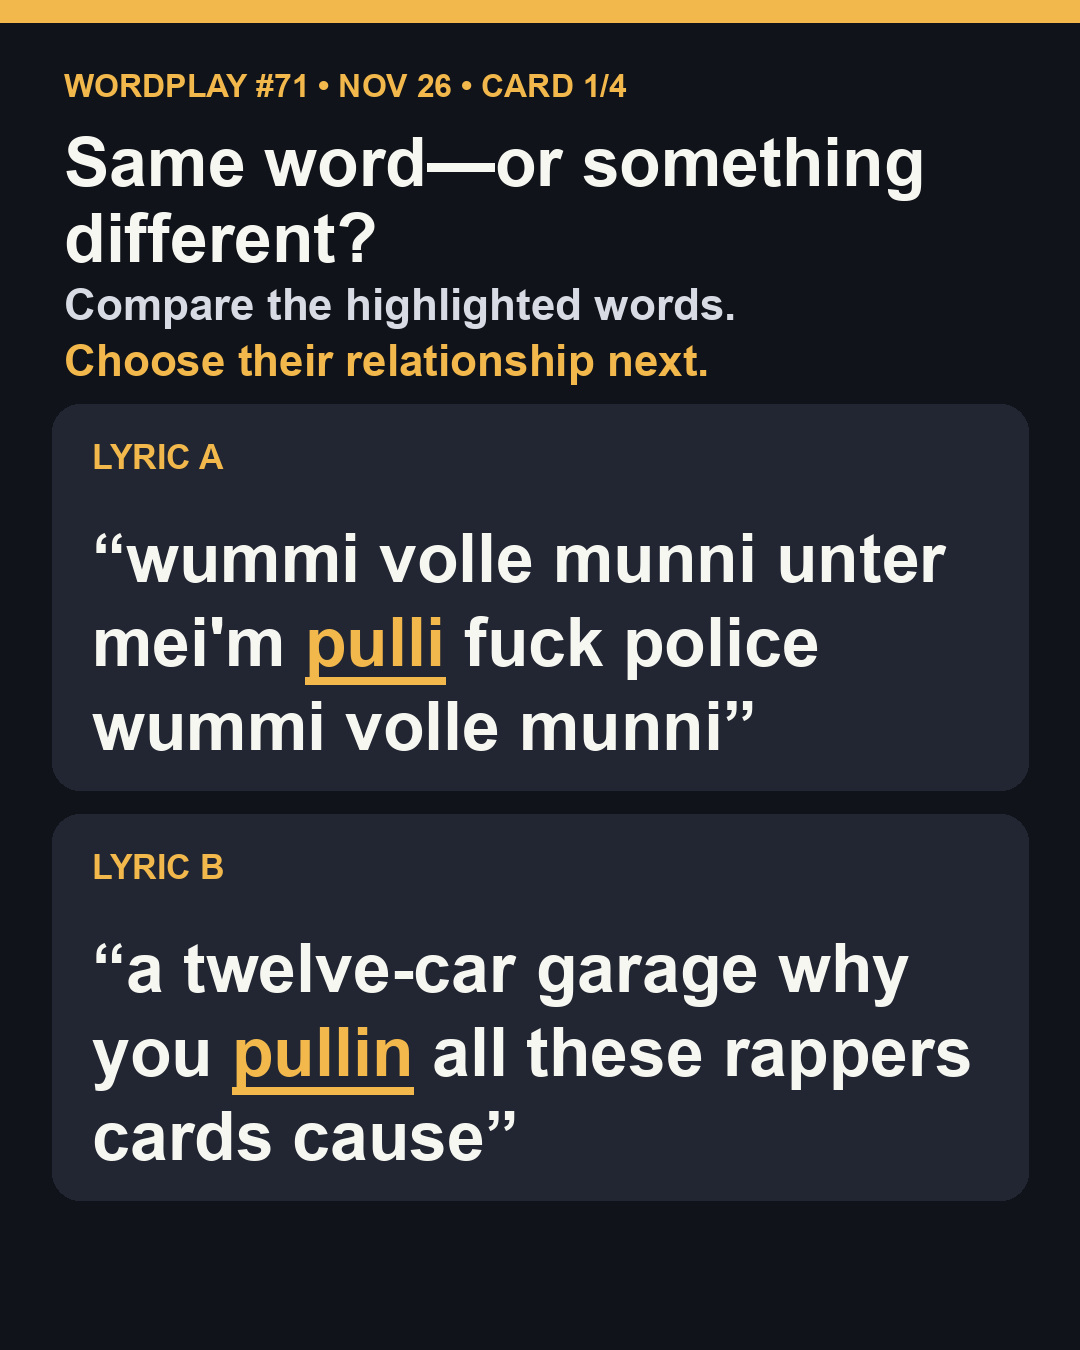 WORDPLAY #71 • NOV 26 • CARD 1/4
Same word—or something
different?
Compare the highlighted words.
Choose their relationship next.
LYRIC A
“wummi volle munni unter
mei'm pulli fuck police
wummi volle munni”
LYRIC B
“a twelve-car garage why
you pullin all these rappers
cards cause”